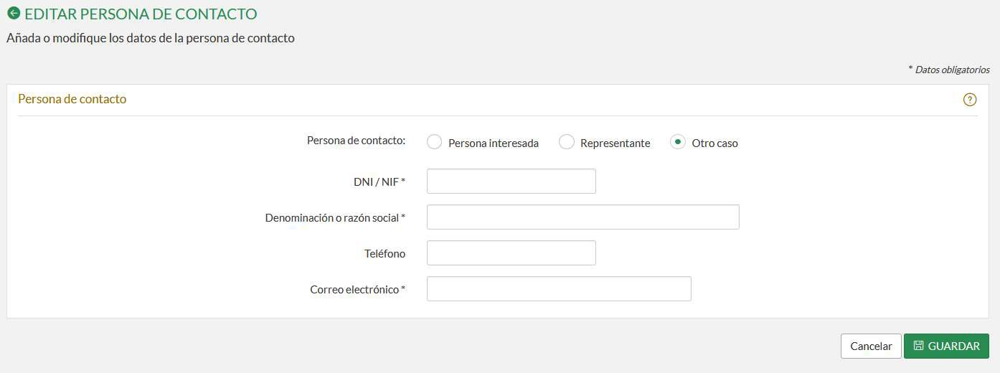 EDITAR PERSONA DE CONTACTO
Añada o modifique los datos de la persona de contacto
* Datos obligatorios
Persona de contacto
?
Persona de contacto: Persona interesada Representante Otro caso
DNI / NIF *
Denominación o razón social *
Teléfono
Correo electrónico *
Cancelar GUARDAR